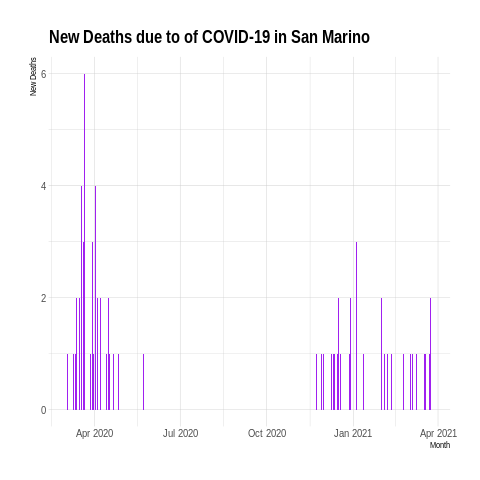 New Deaths due to of COVID-19 in San Marino
New Deaths
6
4
2
0
Apr 2020 Jul 2020 Oct 2020 Jan 2021 Apr 2021
Month